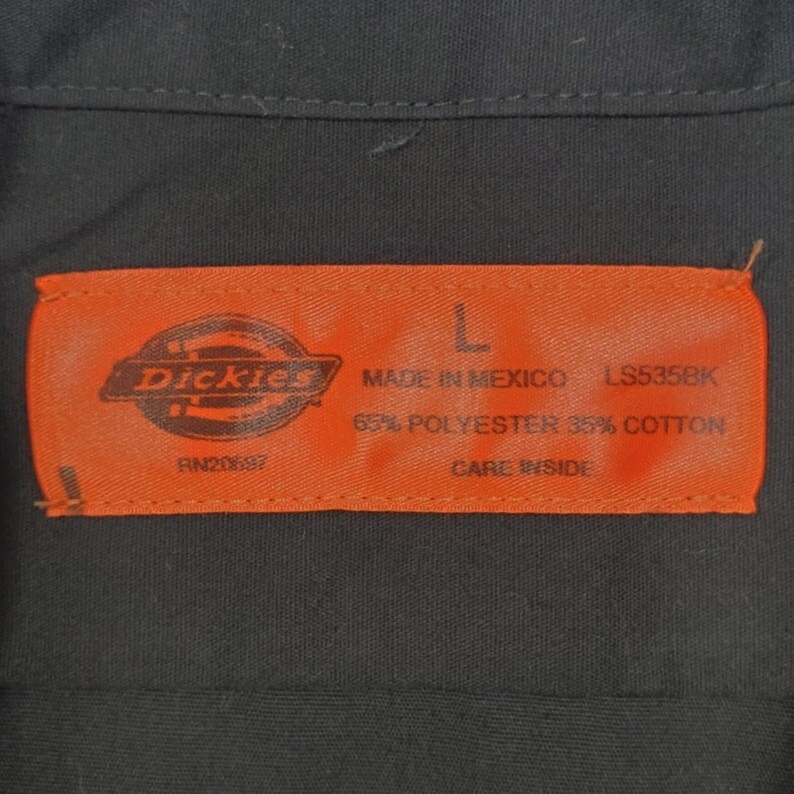 L
Dickies
MADE IN MEXICO LS535BK
65% POLYESTER 35% COTTON
RN20697 CARE INSIDE